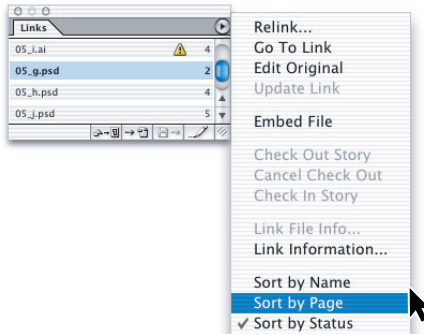 Links
05_i.ai 4
05_g.psd 2
05_h.psd 4
05_j.psd 5
Relink...
Go To Link
Edit Original
Update Link
Embed File
Check Out Story
Cancel Check Out
Check In Story
Link File Info...
Link Information...
Sort by Name
Sort by Page
✓ Sort by Status